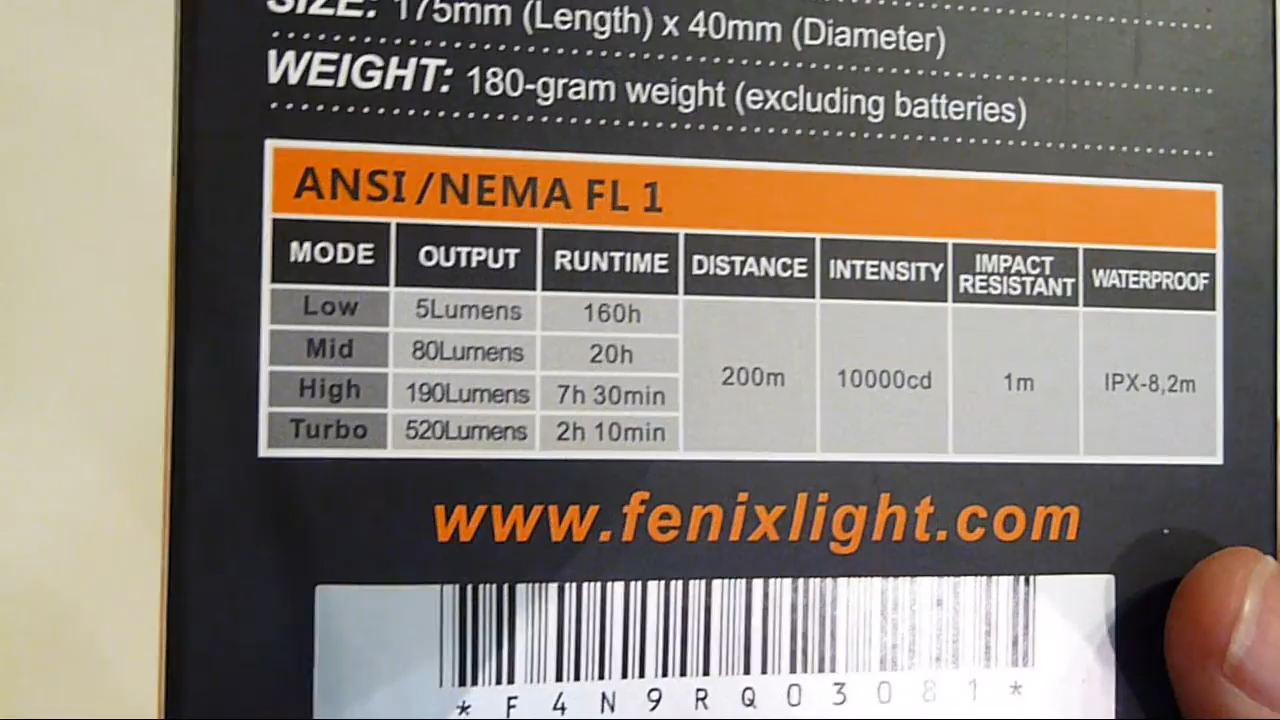 SIZE: 175mm (Length) x 40mm (Diameter)
WEIGHT: 180-gram weight (excluding batteries)
ANSI/NEMA FL 1
MODE OUTPUT RUNTIME DISTANCE INTENSITY IMPACT RESISTANT WATERPROOF
Low 5Lumens 160h
Mid 80Lumens 20h
200m 10000cd 1m IPX-8,2m
High 190Lumens 7h 30min
Turbo 520Lumens 2h 10min
www.fenixlight.com
*F4N9RQ03081*